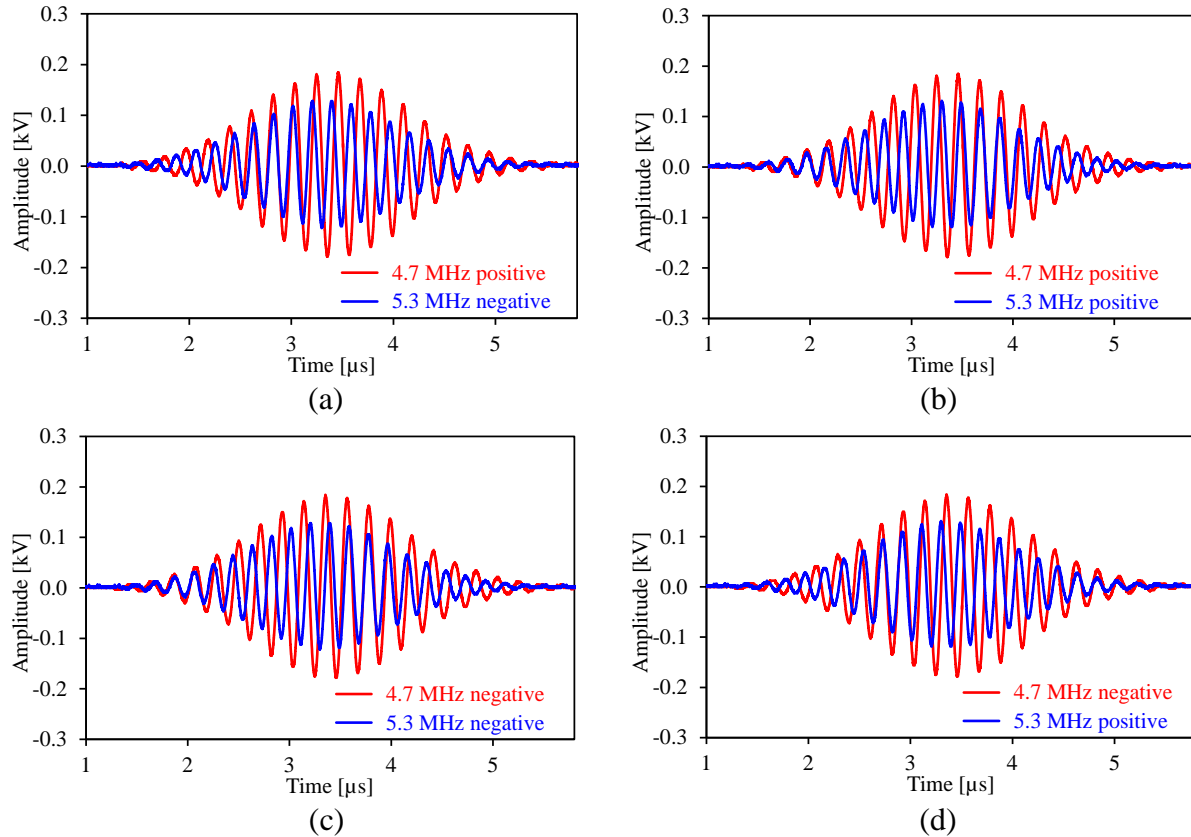 0.3
0.2
0.1
0.0
-0.1
-0.2
-0.3
Amplitude [kV]
4.7 MHz positive
5.3 MHz negative
1 2 3 4 5
Time [µs]
(a)
0.3
0.2
0.1
0.0
-0.1
-0.2
-0.3
Amplitude [kV]
4.7 MHz positive
5.3 MHz positive
1 2 3 4 5
Time [µs]
(b)
0.3
0.2
0.1
0.0
-0.1
-0.2
-0.3
Amplitude [kV]
4.7 MHz negative
5.3 MHz negative
1 2 3 4 5
Time [µs]
(c)
0.3
0.2
0.1
0.0
-0.1
-0.2
-0.3
Amplitude [kV]
4.7 MHz negative
5.3 MHz positive
1 2 3 4 5
Time [µs]
(d)